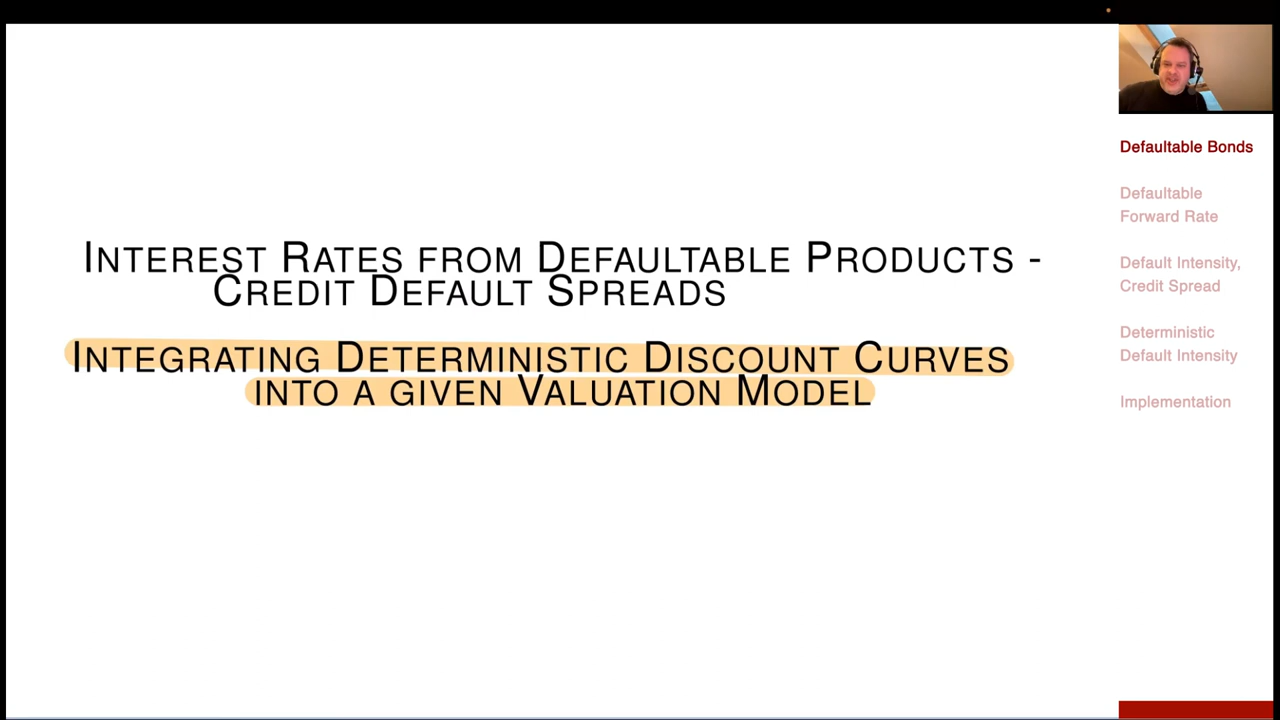 INTEREST RATES FROM DEFAULTABLE PRODUCTS -
CREDIT DEFAULT SPREADS
INTEGRATING DETERMINISTIC DISCOUNT CURVES
INTO A GIVEN VALUATION MODEL
Defaultable Bonds
Defaultable
Forward Rate
Default Intensity,
Credit Spread
Deterministic
Default Intensity
Implementation